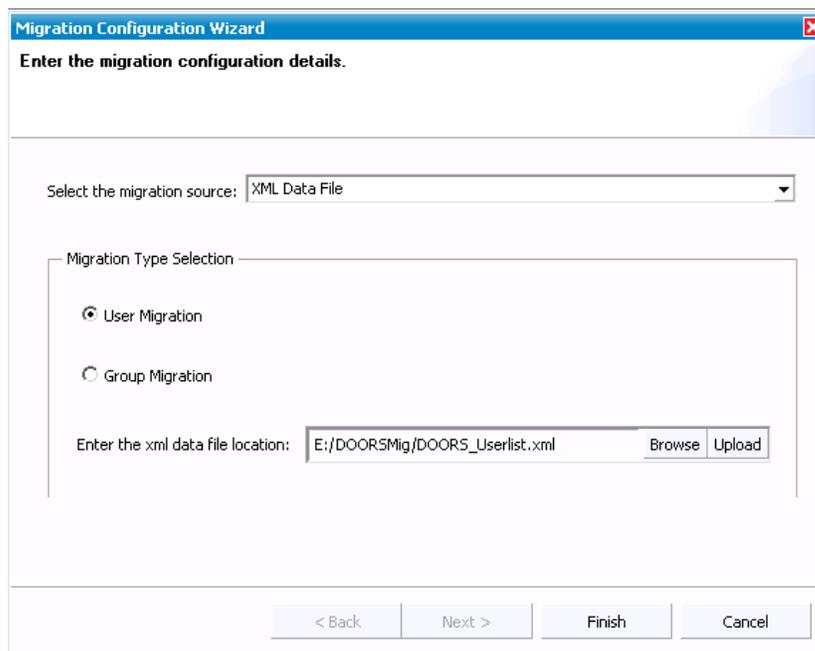 Migration Configuration Wizard
Enter the migration configuration details.
Select the migration source: XML Data File
Migration Type Selection
User Migration
Group Migration
Enter the xml data file location: E:/DOORSMig/DOORS_Userlist.xml Browse Upload
< Back Next > Finish Cancel